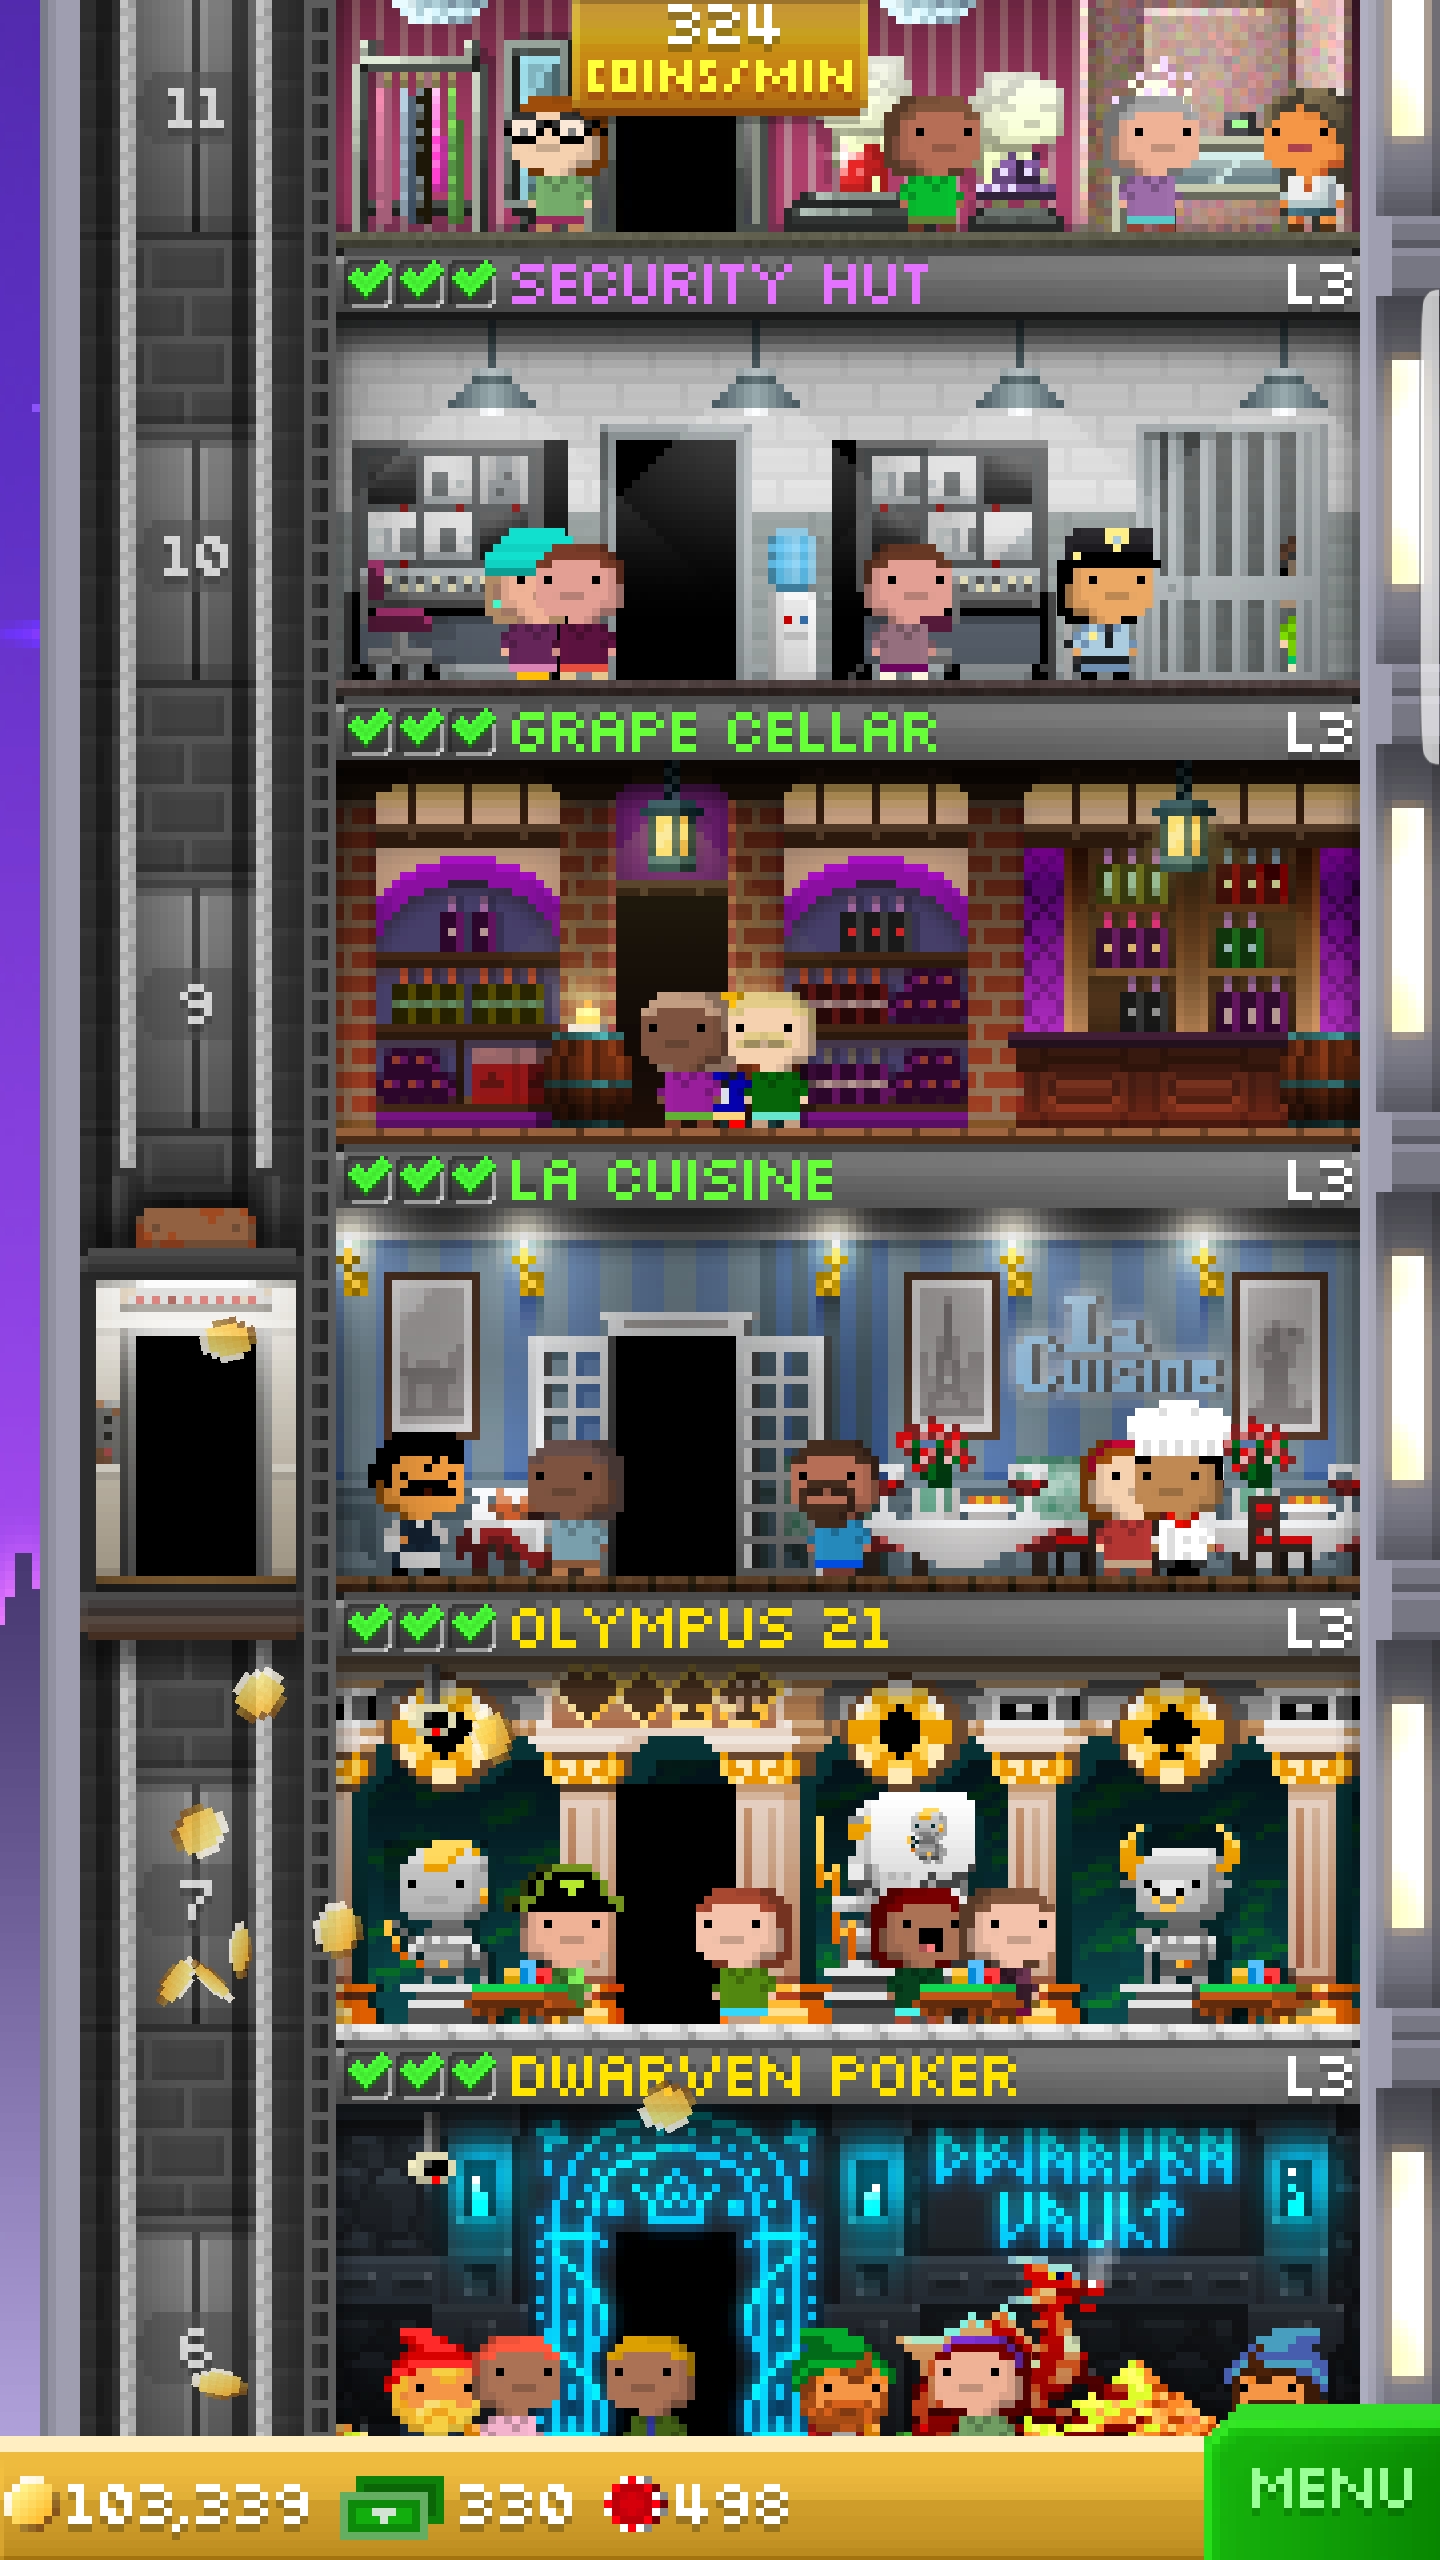 324
COINS/MIN
11
SECURITY HUT L3
10
GRAPE CELLAR L3
9
LA CUISINE L3
La
Cuisine
OLYMPUS 21 L3
7
DWARVEN POKER L3
DWARVEN
VAULT
6
103,339 330 498
MENU